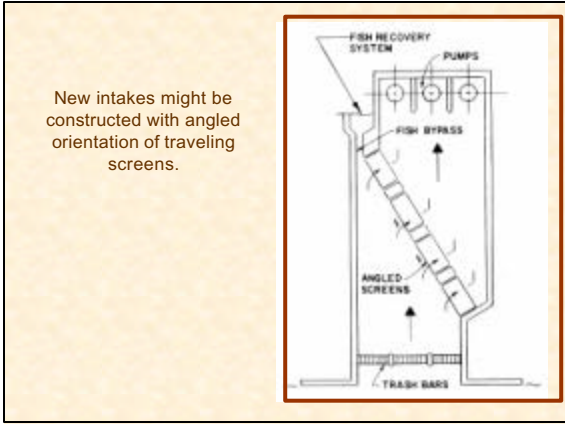 New intakes might be
constructed with angled
orientation of traveling
screens.
FISH RECOVERY
SYSTEM
PUMPS
FISH BYPASS
ANGLED
SCREENS
TRASH BARS